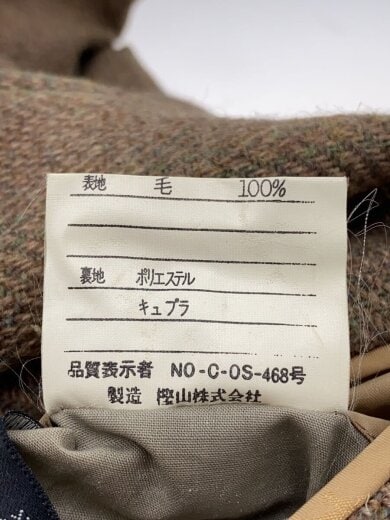 表地 毛 100%
裏地 ポリエステル
キュプラ
品質表示者 NO-C-OS-468号
製造 樫山株式会社